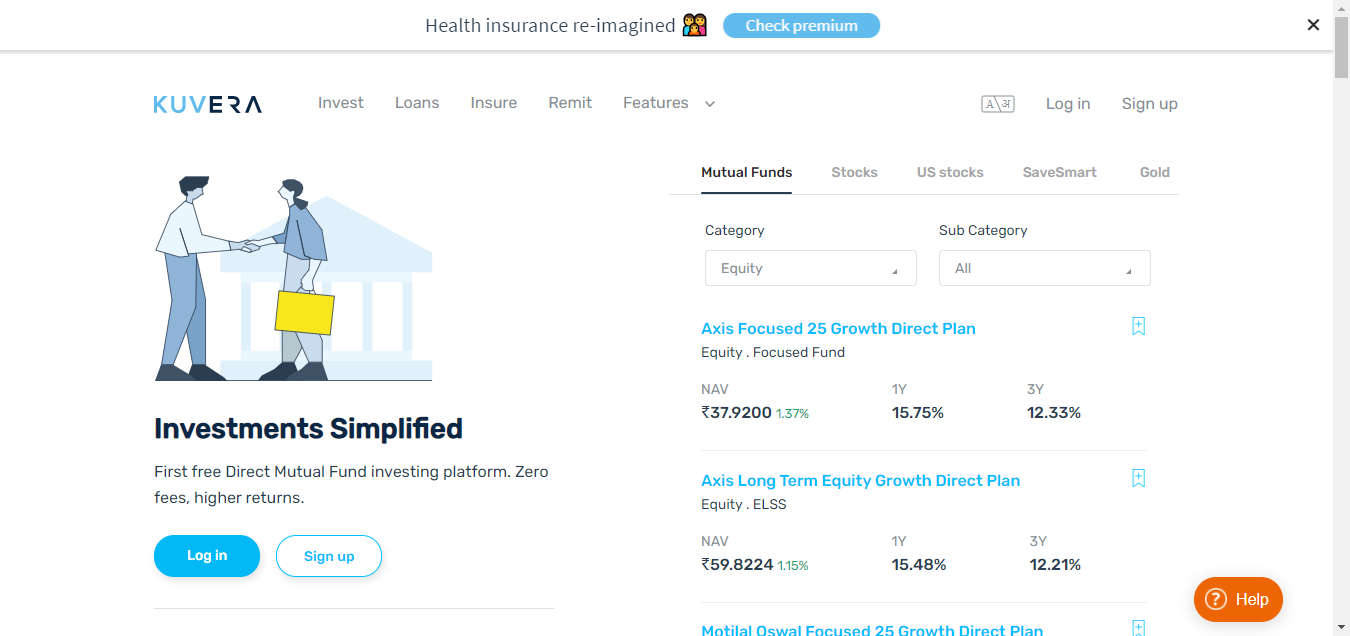 Health insurance re-imagined
Check premium
KUVERA
Invest Loans Insure Remit Features
A\अ Log in Sign up
Mutual Funds Stocks US stocks SaveSmart Gold
Category Sub Category
Equity All
Axis Focused 25 Growth Direct Plan
Equity . Focused Fund
NAV 1Y 3Y
₹37.9200 1.37% 15.75% 12.33%
Axis Long Term Equity Growth Direct Plan
Equity . ELSS
NAV 1Y 3Y
₹59.8224 1.15% 15.48% 12.21%
Motilal Oswal Focused 25 Growth Direct Plan
Investments Simplified
First free Direct Mutual Fund investing platform. Zero
fees, higher returns.
Log in Sign up
? Help